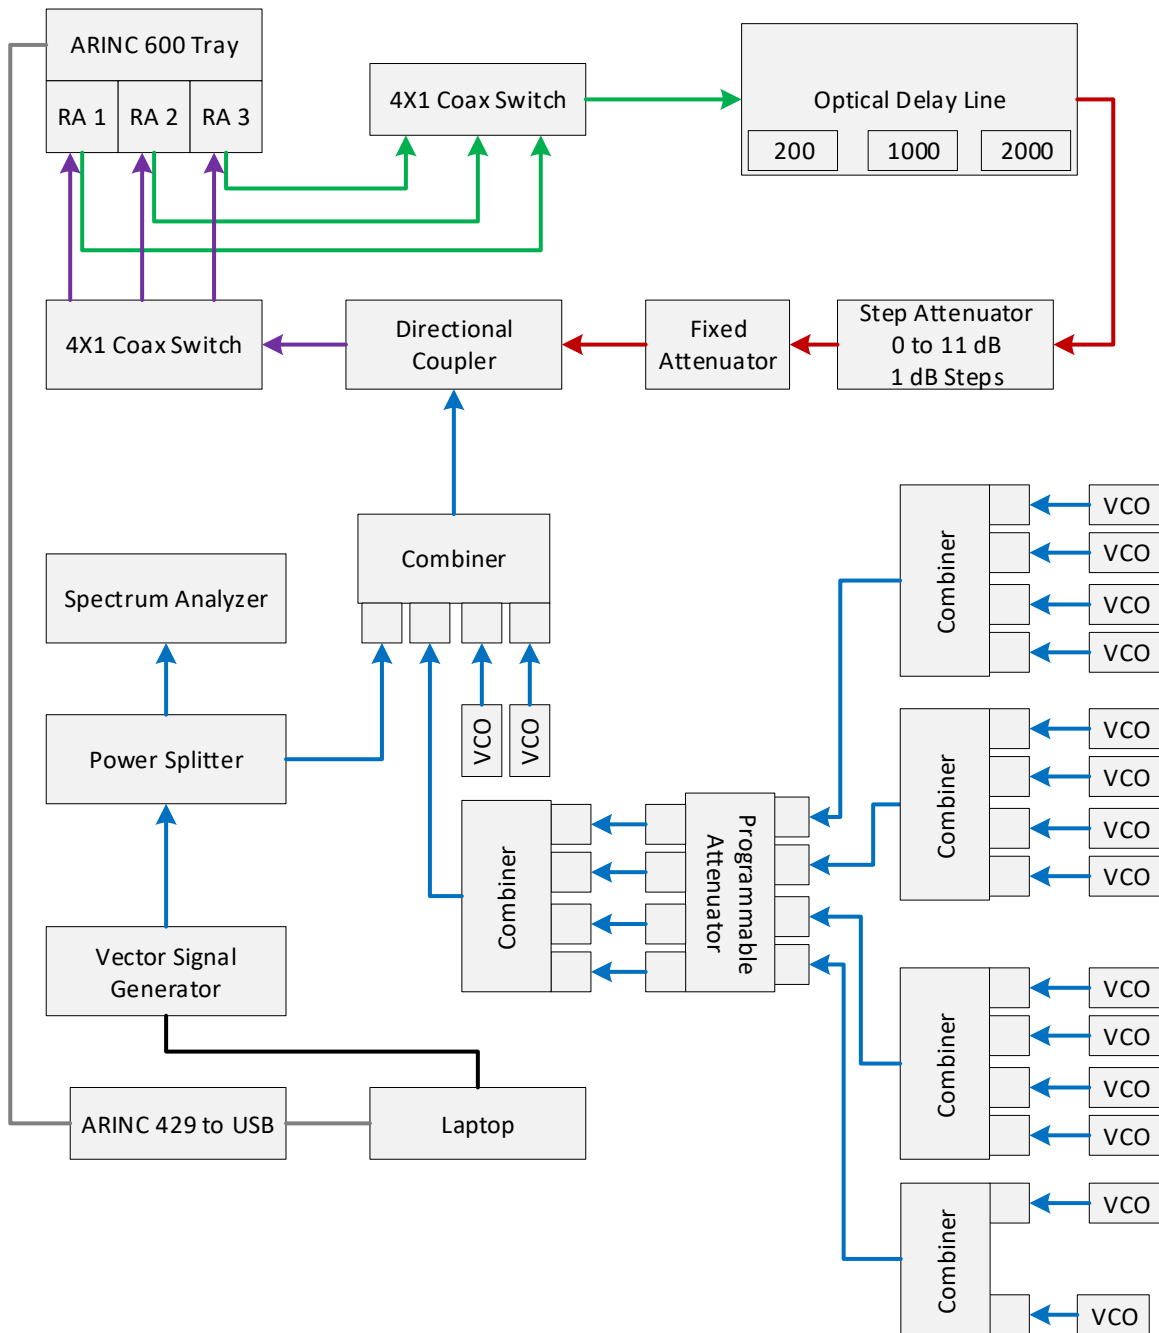 ARINC 600 Tray
RA 1
RA 2
RA 3
4X1 Coax Switch
Optical Delay Line
200
1000
2000
4X1 Coax Switch
Directional
Coupler
Fixed
Attenuator
Step Attenuator
0 to 11 dB
1 dB Steps
Combiner
VCO
VCO
Spectrum Analyzer
Power Splitter
Vector Signal
Generator
ARINC 429 to USB
Laptop
Combiner
Programmable
Attenuator
Combiner
VCO
VCO
VCO
VCO
Combiner
VCO
VCO
VCO
VCO
Combiner
VCO
VCO
VCO
VCO
Combiner
VCO
VCO